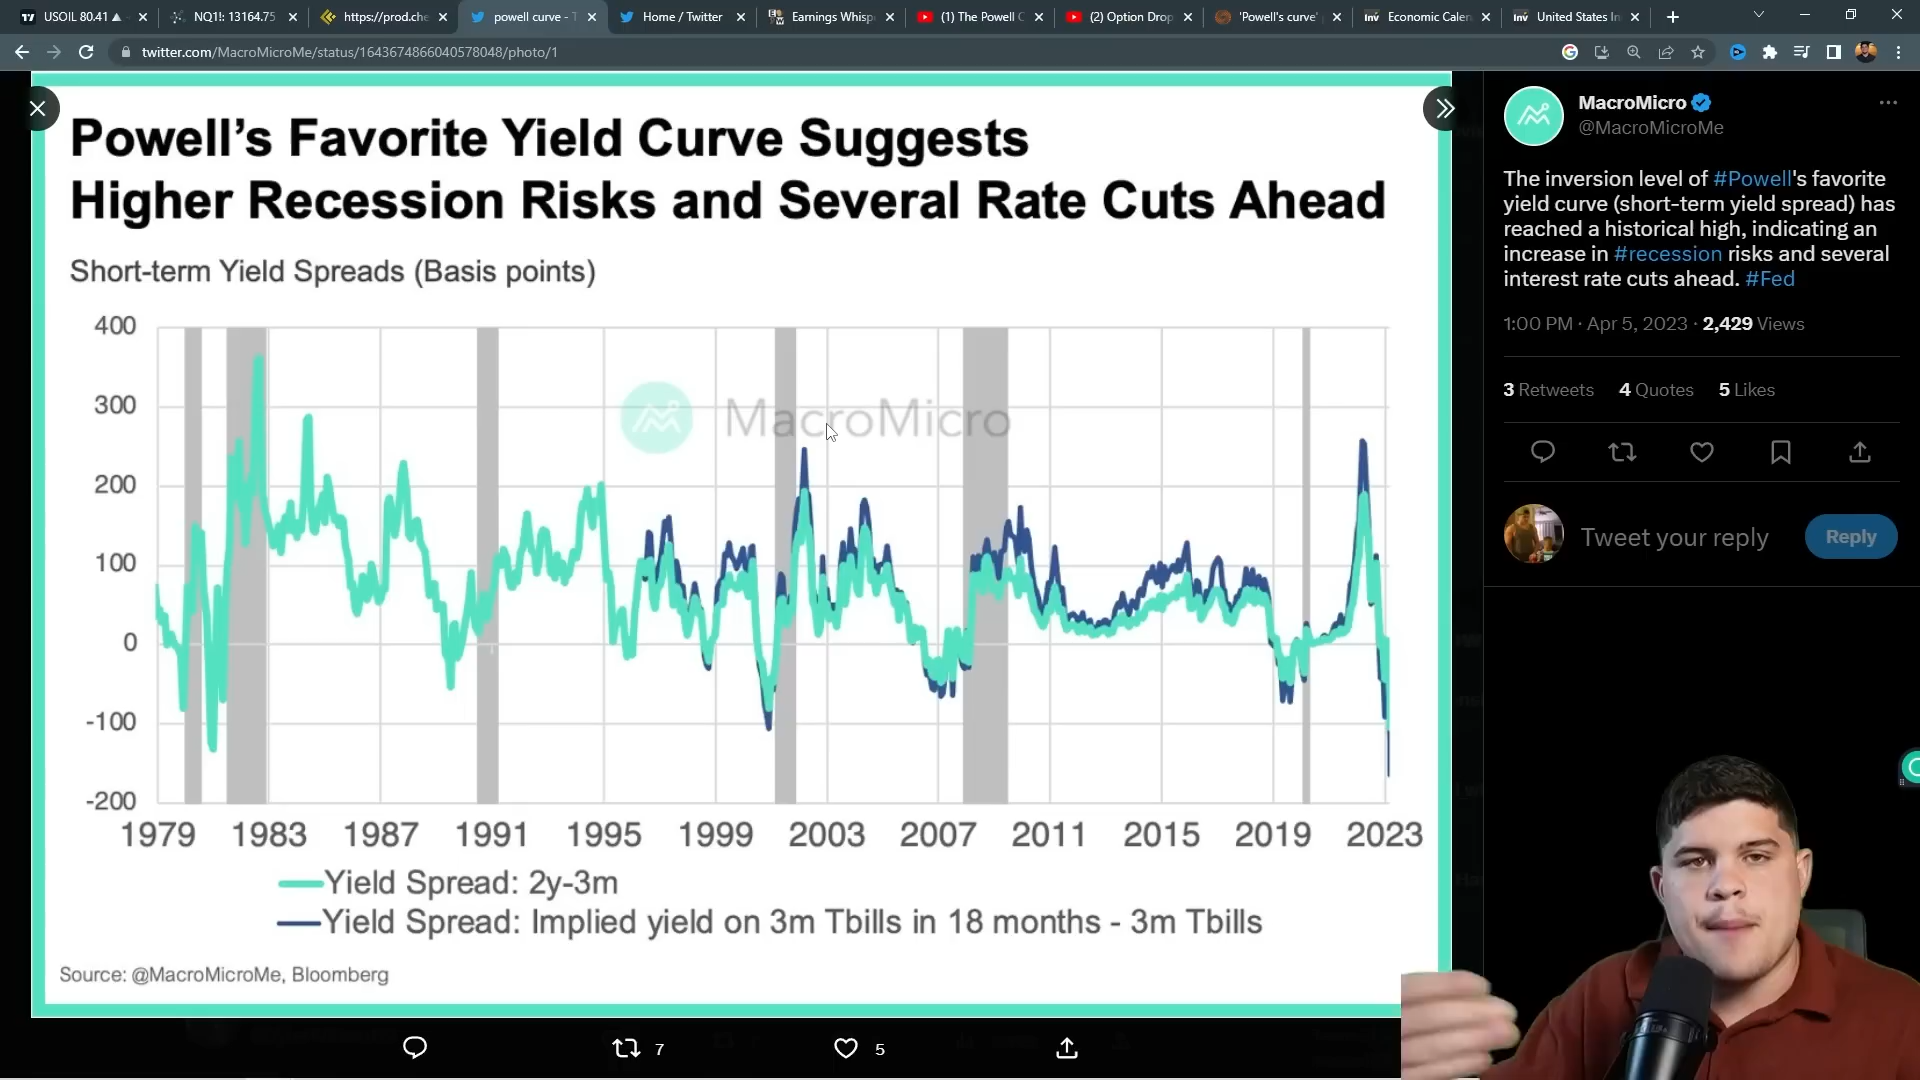 USOIL 80.41
NQ1!: 13164.75
https://prod.che
powell curve - T
Home / Twitter
Earnings Whisp
(1) The Powell C
(2) Option Drop
'Powell's curve'
Economic Calen
United States In
twitter.com/MacroMicroMe/status/1643674866040578048/photo/1
Powell's Favorite Yield Curve Suggests
Higher Recession Risks and Several Rate Cuts Ahead
Short-term Yield Spreads (Basis points)
400
300
200
100
0
-100
-200
MacroMicro
1979 1983 1987 1991 1995 1999 2003 2007 2011 2015 2019 2023
Yield Spread: 2y-3m
Yield Spread: Implied yield on 3m Tbills in 18 months - 3m Tbills
Source: @MacroMicroMe, Bloomberg
7
5
MacroMicro
@MacroMicroMe
The inversion level of #Powell's favorite
yield curve (short-term yield spread) has
reached a historical high, indicating an
increase in #recession risks and several
interest rate cuts ahead. #Fed
1:00 PM · Apr 5, 2023 · 2,429 Views
3 Retweets 4 Quotes 5 Likes
Tweet your reply
Reply